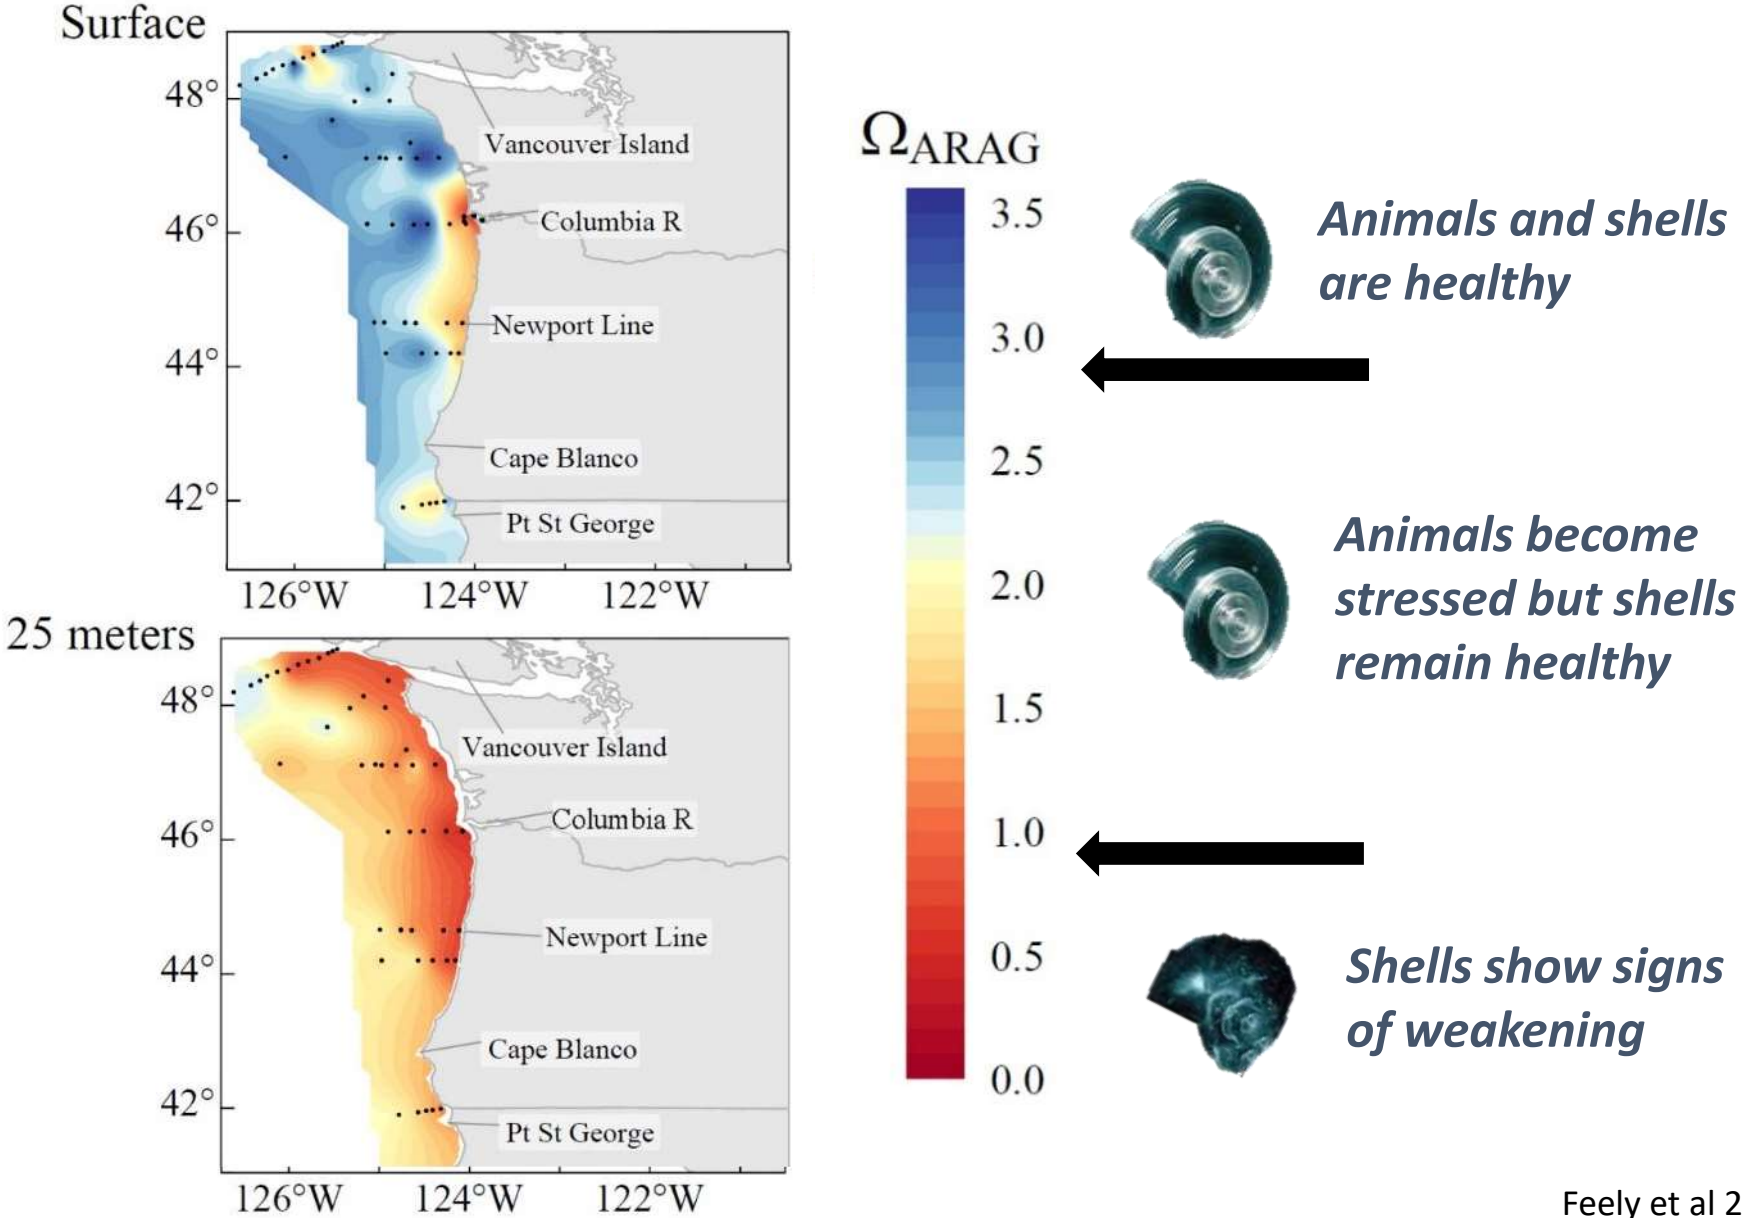 Surface
48°
46°
44°
42°
126°W
124°W
122°W
Vancouver Island
Columbia R
Newport Line
Cape Blanco
Pt St George
25 meters
48°
46°
44°
42°
126°W
124°W
122°W
Vancouver Island
Columbia R
Newport Line
Cape Blanco
Pt St George
ΩARAG
3.5
3.0
2.5
2.0
1.5
1.0
0.5
0.0
Animals and shells
are healthy
Animals become
stressed but shells
remain healthy
Shells show signs
of weakening
Feely et al 2